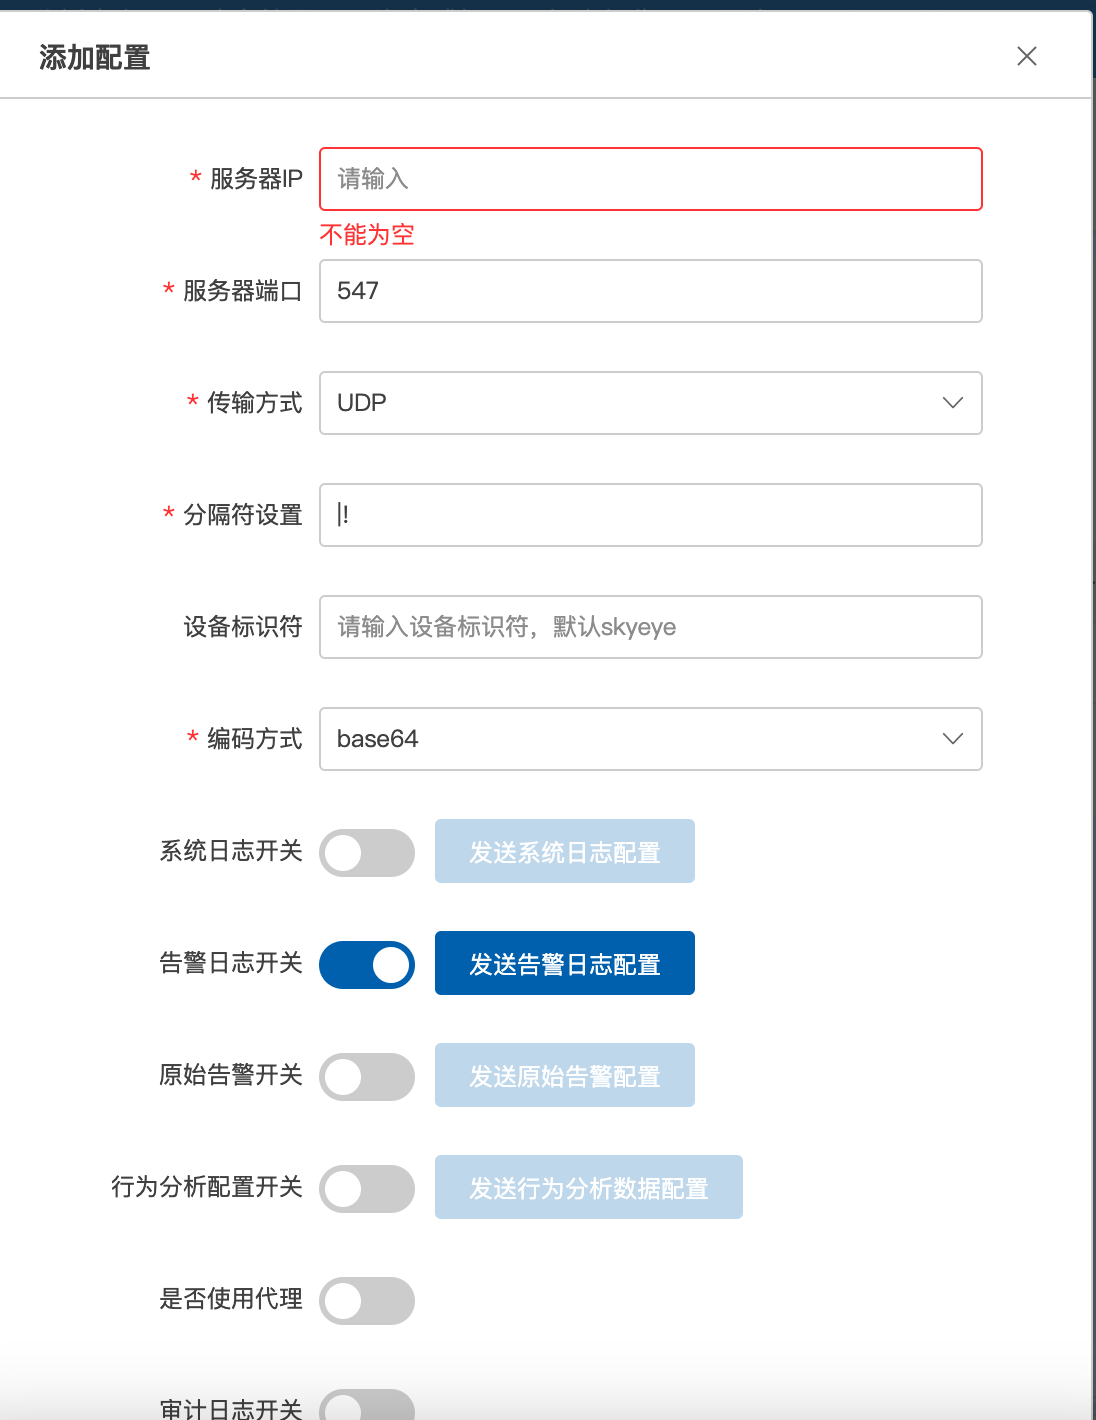 添加配置
* 服务器IP
请输入
不能为空
* 服务器端口
547
* 传输方式
UDP
* 分隔符设置
|!
设备标识符
请输入设备标识符，默认skyeye
* 编码方式
base64
系统日志开关
发送系统日志配置
告警日志开关
发送告警日志配置
原始告警开关
发送原始告警配置
行为分析配置开关
发送行为分析数据配置
是否使用代理
审计日志开关